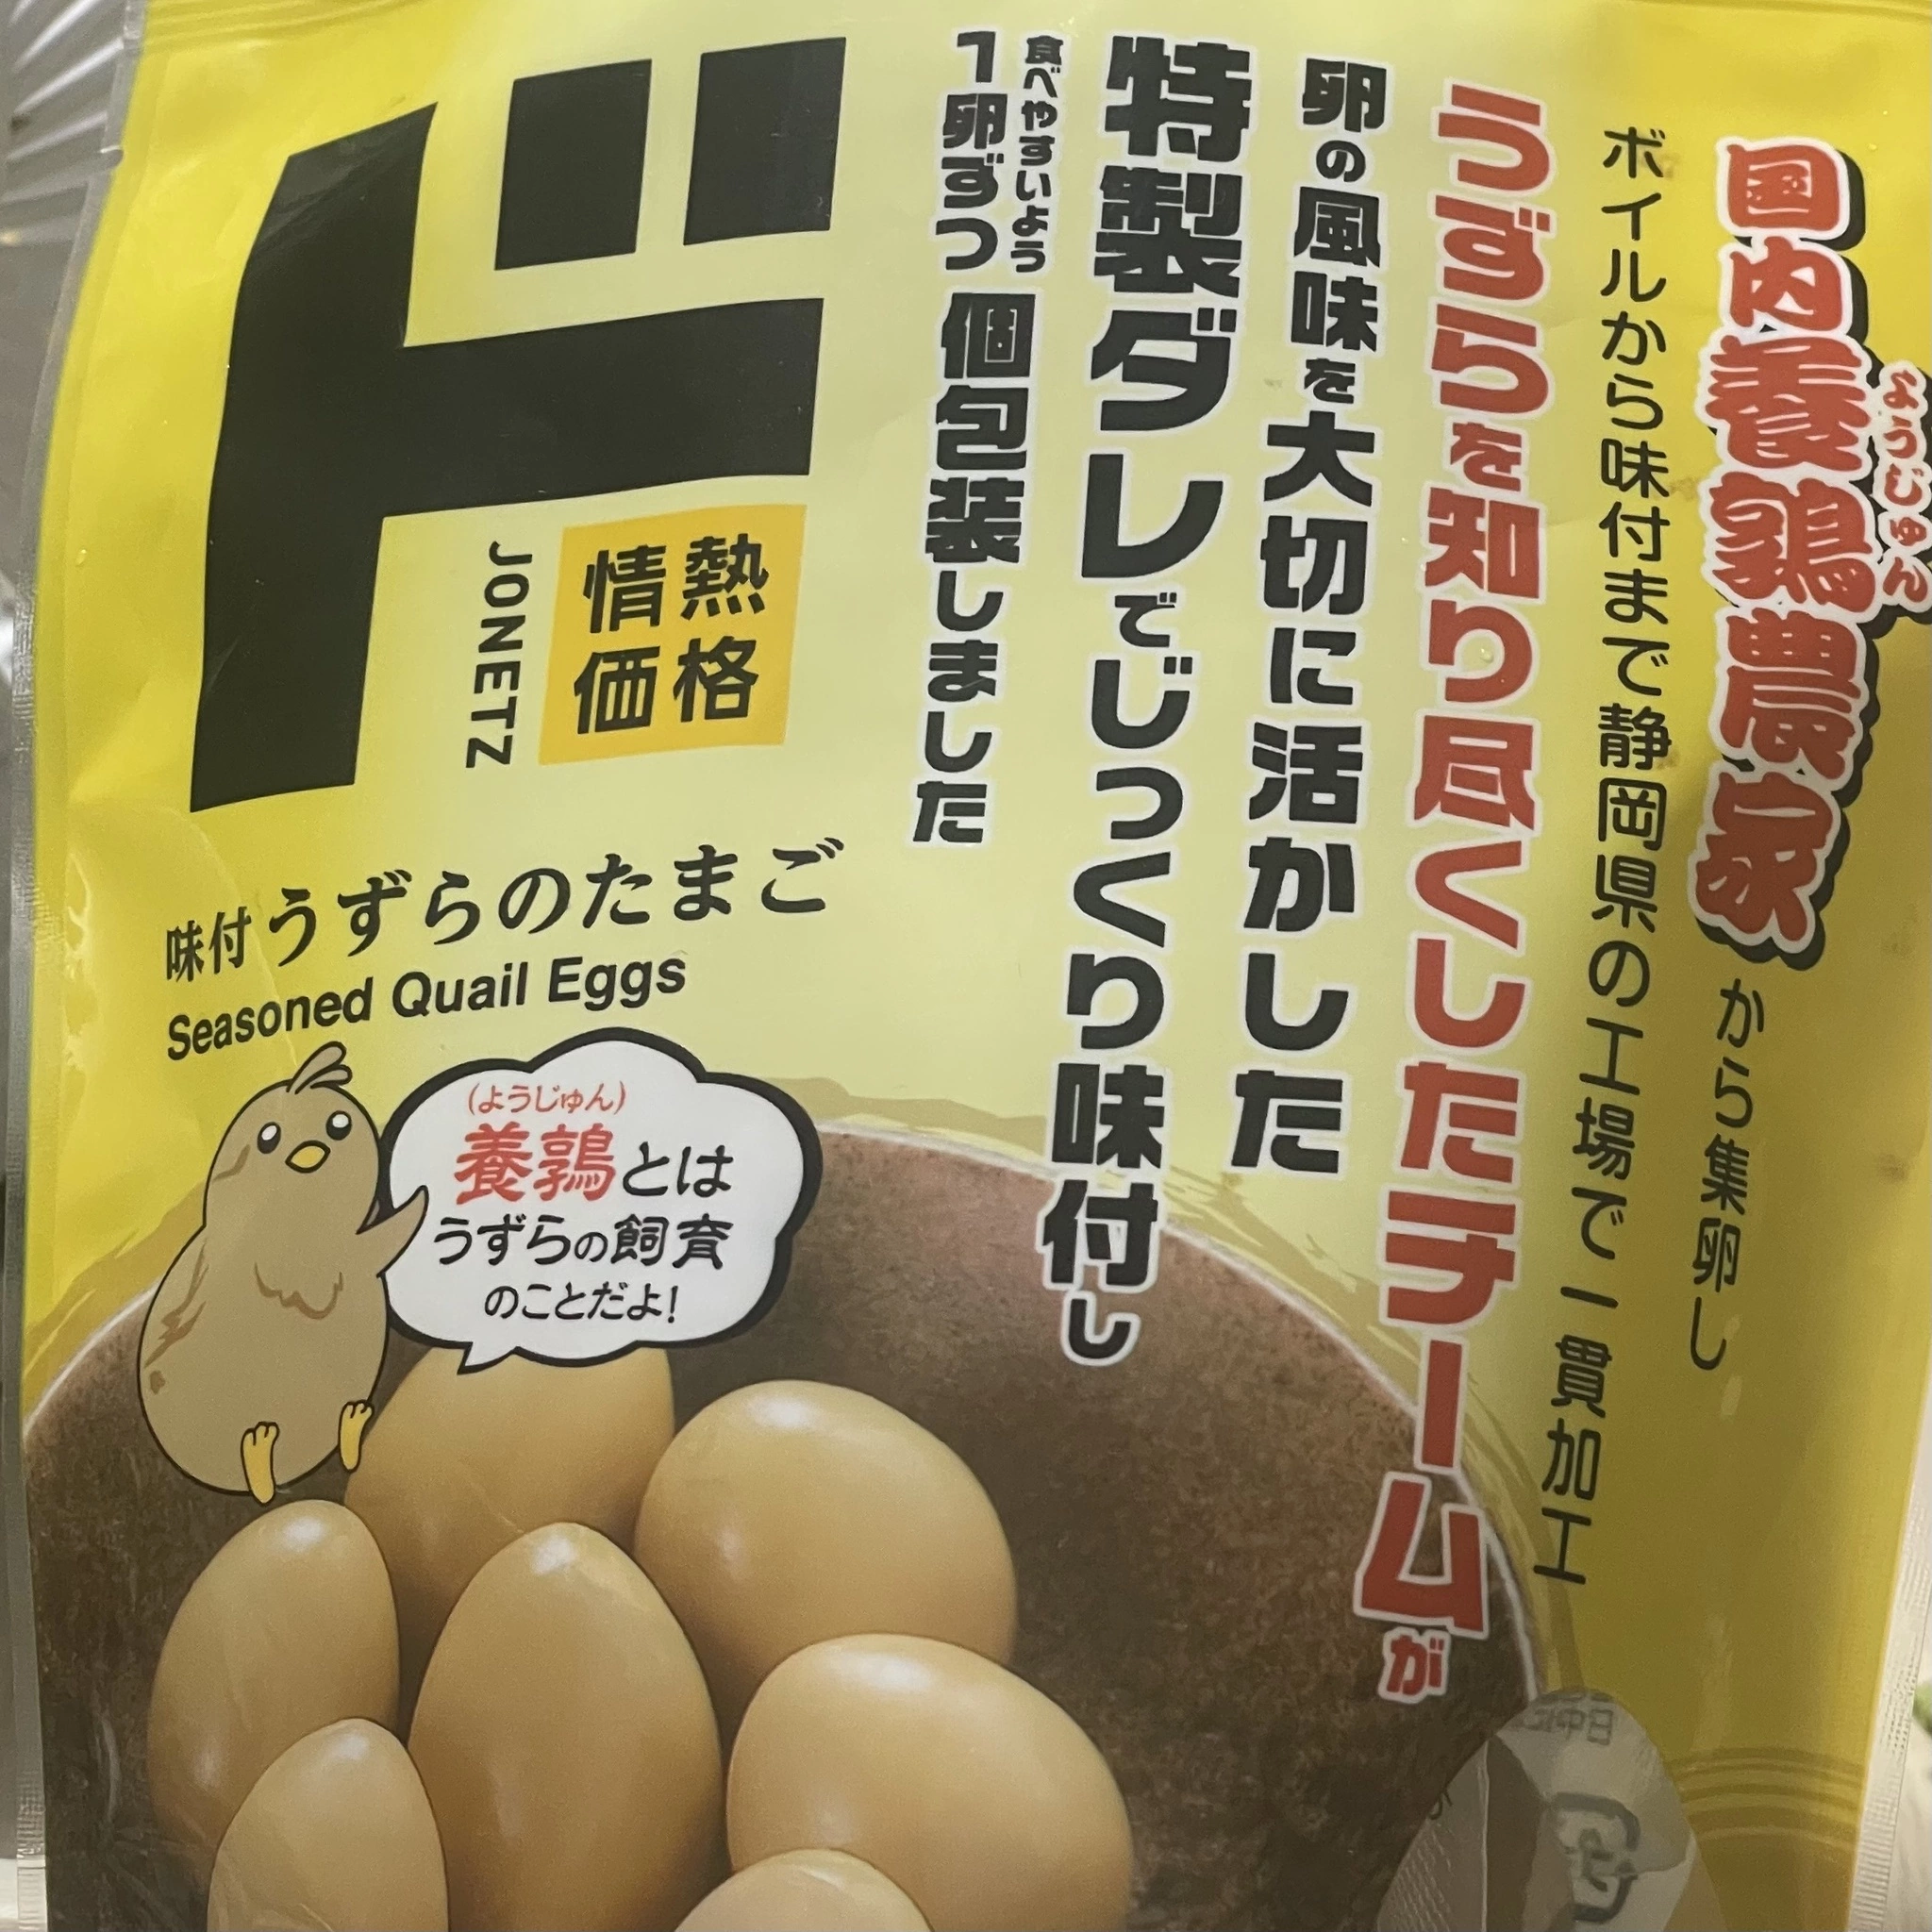 国内養鶉農家から集卵し
ようじゅん
ボイルから味付まで静岡県の工場で一貫加工
うずらを知り尽くしたチームが
卵の風味を大切に活かした
特製ダレでじっくり味付し
食べやすいよう
1卵ずつ個包装しました
ド
JONETZ
情熱
価格
味付うずらのたまご
Seasoned Quail Eggs
(ようじゅん)
養鶉とは
うずらの飼育
のことだよ!